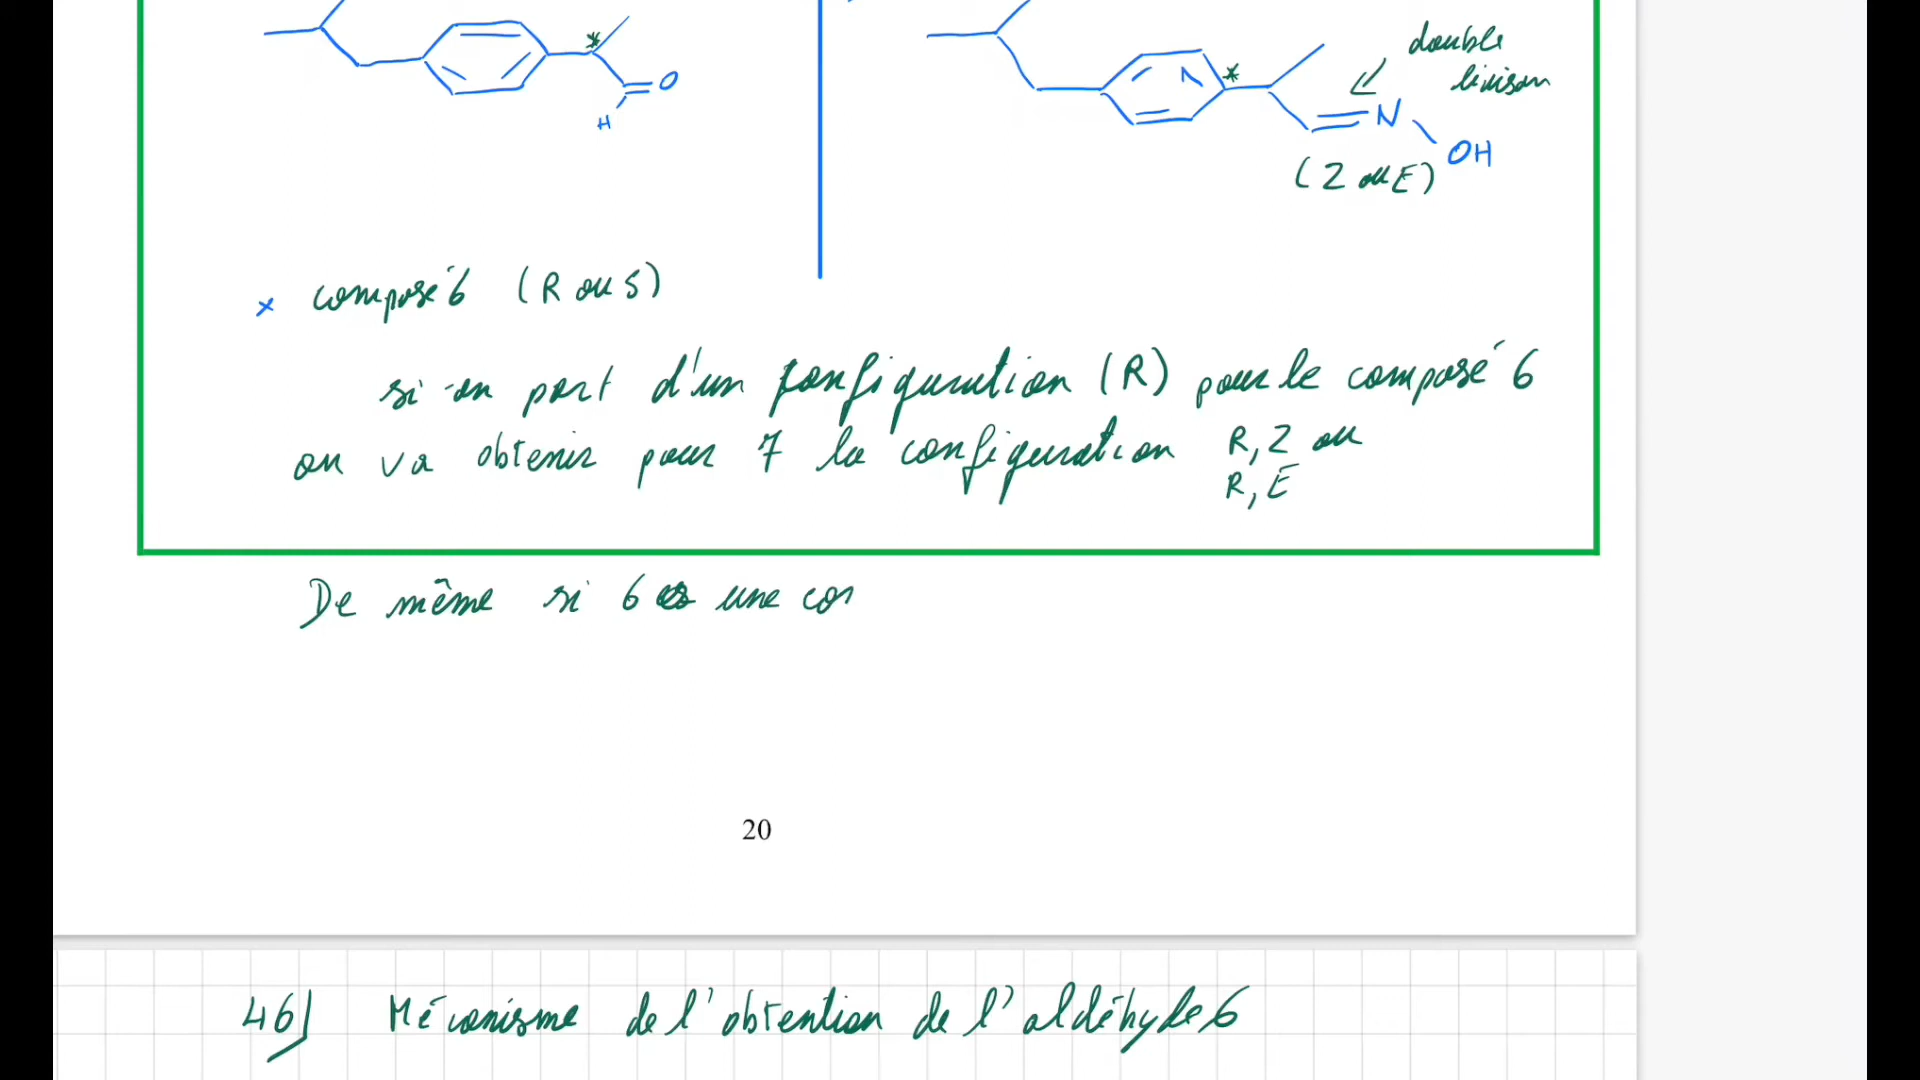 double
liaison
O
H
N
OH
(Z ou E)
x composé 6 (R ou S)
si on part d'un configuration (R) pour le composé 6
on va obtenir pour 7 la configuration R, Z ou
R, E
De même si 6 une con
20
46) Mécanisme de l'obtention de l'aldéhyde 6